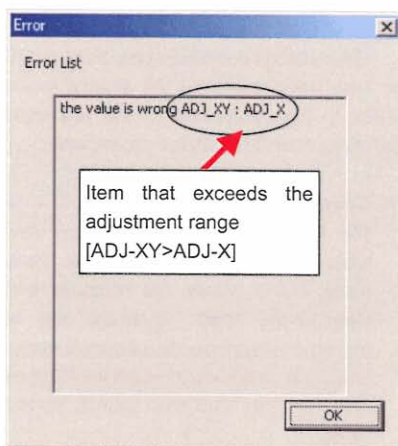 Error
Error List
the value is wrong ADJ_XY : ADJ_X
Item that exceeds the
adjustment range
[ADJ-XY>ADJ-X]
OK